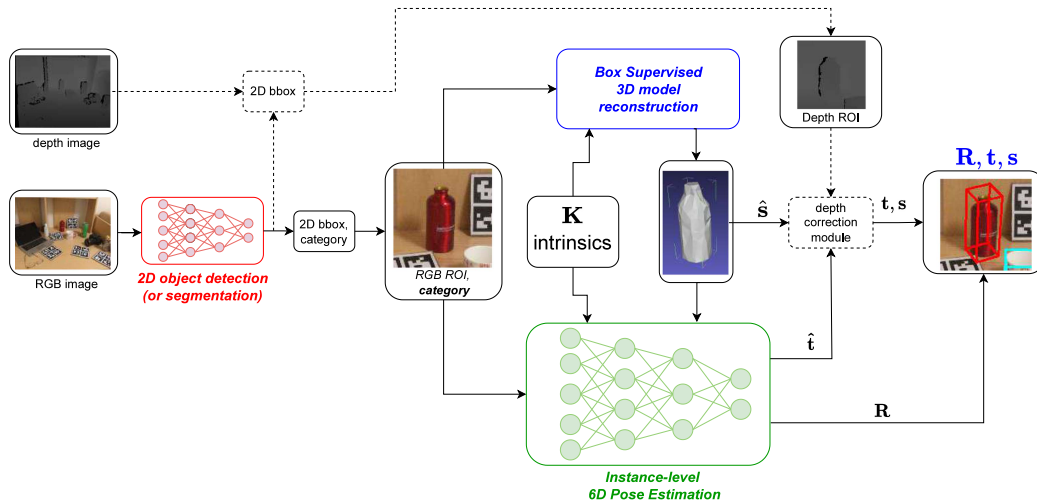 depth image
2D bbox
Box Supervised
3D model
reconstruction
Depth ROI
RGB image
2D object detection
(or segmentation)
2D bbox,
category
RGB ROI,
category
K
intrinsics
ŝ
depth
correction
module
t, s
R, t, s
t̂
R
Instance-level
6D Pose Estimation